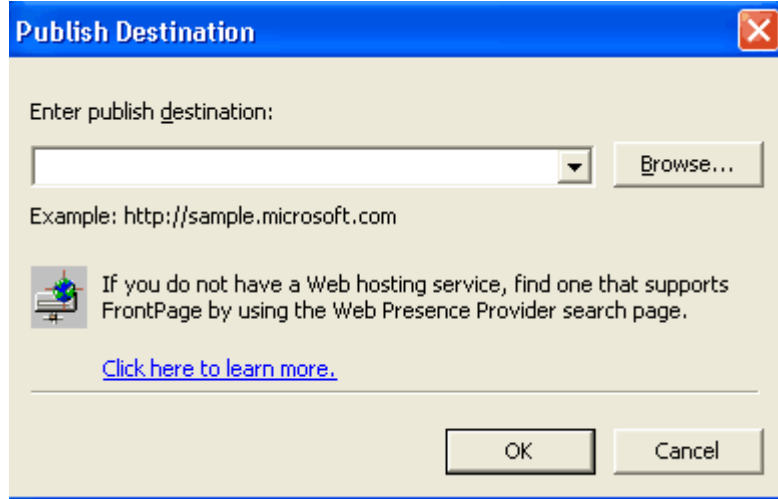 Publish Destination
Enter publish destination:
Browse...
Example: http://sample.microsoft.com
If you do not have a Web hosting service, find one that supports
FrontPage by using the Web Presence Provider search page.
Click here to learn more.
OK
Cancel